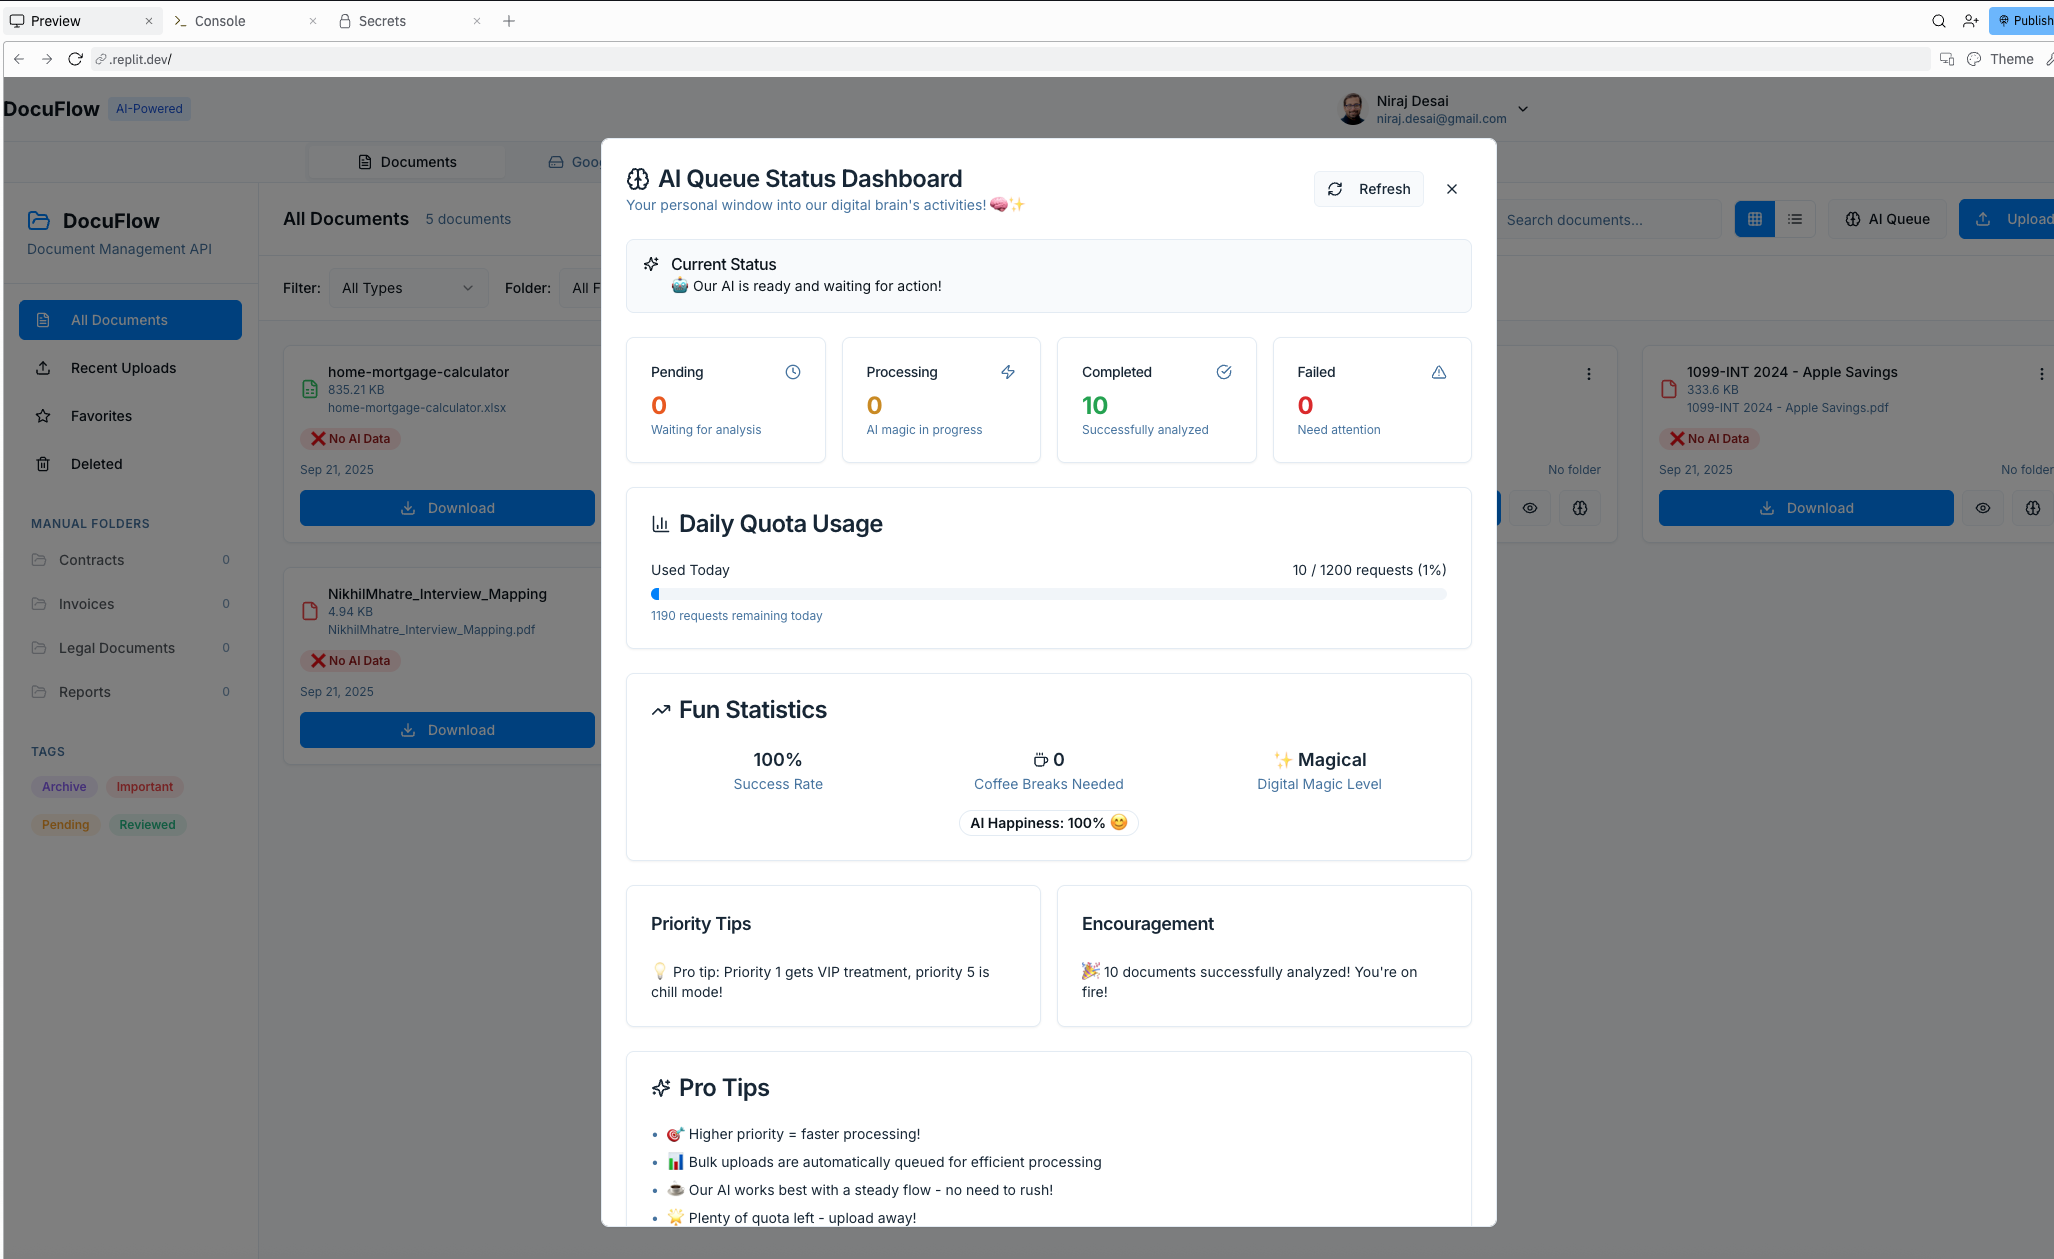 Preview
Console
Secrets
Publish
.replit.dev/
Theme
DocuFlow AI-Powered
Niraj Desai
niraj.desai@gmail.com
Documents
Goo
DocuFlow
Document Management API
All Documents 5 documents
Search documents...
AI Queue
Upload
Filter: All Types Folder: All F
All Documents
Recent Uploads
Favorites
Deleted
MANUAL FOLDERS
Contracts 0
Invoices 0
Legal Documents 0
Reports 0
TAGS
Archive Important
Pending Reviewed
home-mortgage-calculator
835.21 KB
home-mortgage-calculator.xlsx
❌ No AI Data
Sep 21, 2025
Download
NikhilMhatre_Interview_Mapping
4.94 KB
NikhilMhatre_Interview_Mapping.pdf
❌ No AI Data
Sep 21, 2025
Download
No folder
1099-INT 2024 - Apple Savings
333.6 KB
1099-INT 2024 - Apple Savings.pdf
❌ No AI Data
Sep 21, 2025 No folder
Download
AI Queue Status Dashboard
Your personal window into our digital brain's activities! 🧠✨
Refresh
Current Status
🤖 Our AI is ready and waiting for action!
Pending
0
Waiting for analysis
Processing
0
AI magic in progress
Completed
10
Successfully analyzed
Failed
0
Need attention
Daily Quota Usage
Used Today 10 / 1200 requests (1%)
1190 requests remaining today
Fun Statistics
100%
Success Rate
0
Coffee Breaks Needed
✨ Magical
Digital Magic Level
AI Happiness: 100% 😊
Priority Tips
💡 Pro tip: Priority 1 gets VIP treatment, priority 5 is
chill mode!
Encouragement
🎉 10 documents successfully analyzed! You're on
fire!
Pro Tips
• 🎯 Higher priority = faster processing!
• 📊 Bulk uploads are automatically queued for efficient processing
• ☕ Our AI works best with a steady flow - no need to rush!
• 🌟 Plenty of quota left - upload away!